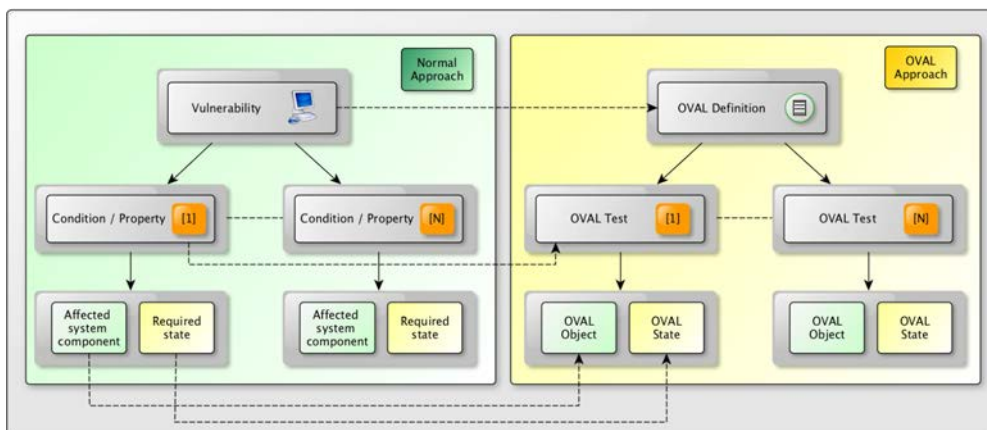 Normal
Approach
Vulnerability
Condition / Property [1]
Condition / Property [N]
Affected
system
component
Required
state
Affected
system
component
Required
state
OVAL
Approach
OVAL Definition
OVAL Test [1]
OVAL Test [N]
OVAL
Object
OVAL
State
OVAL
Object
OVAL
State